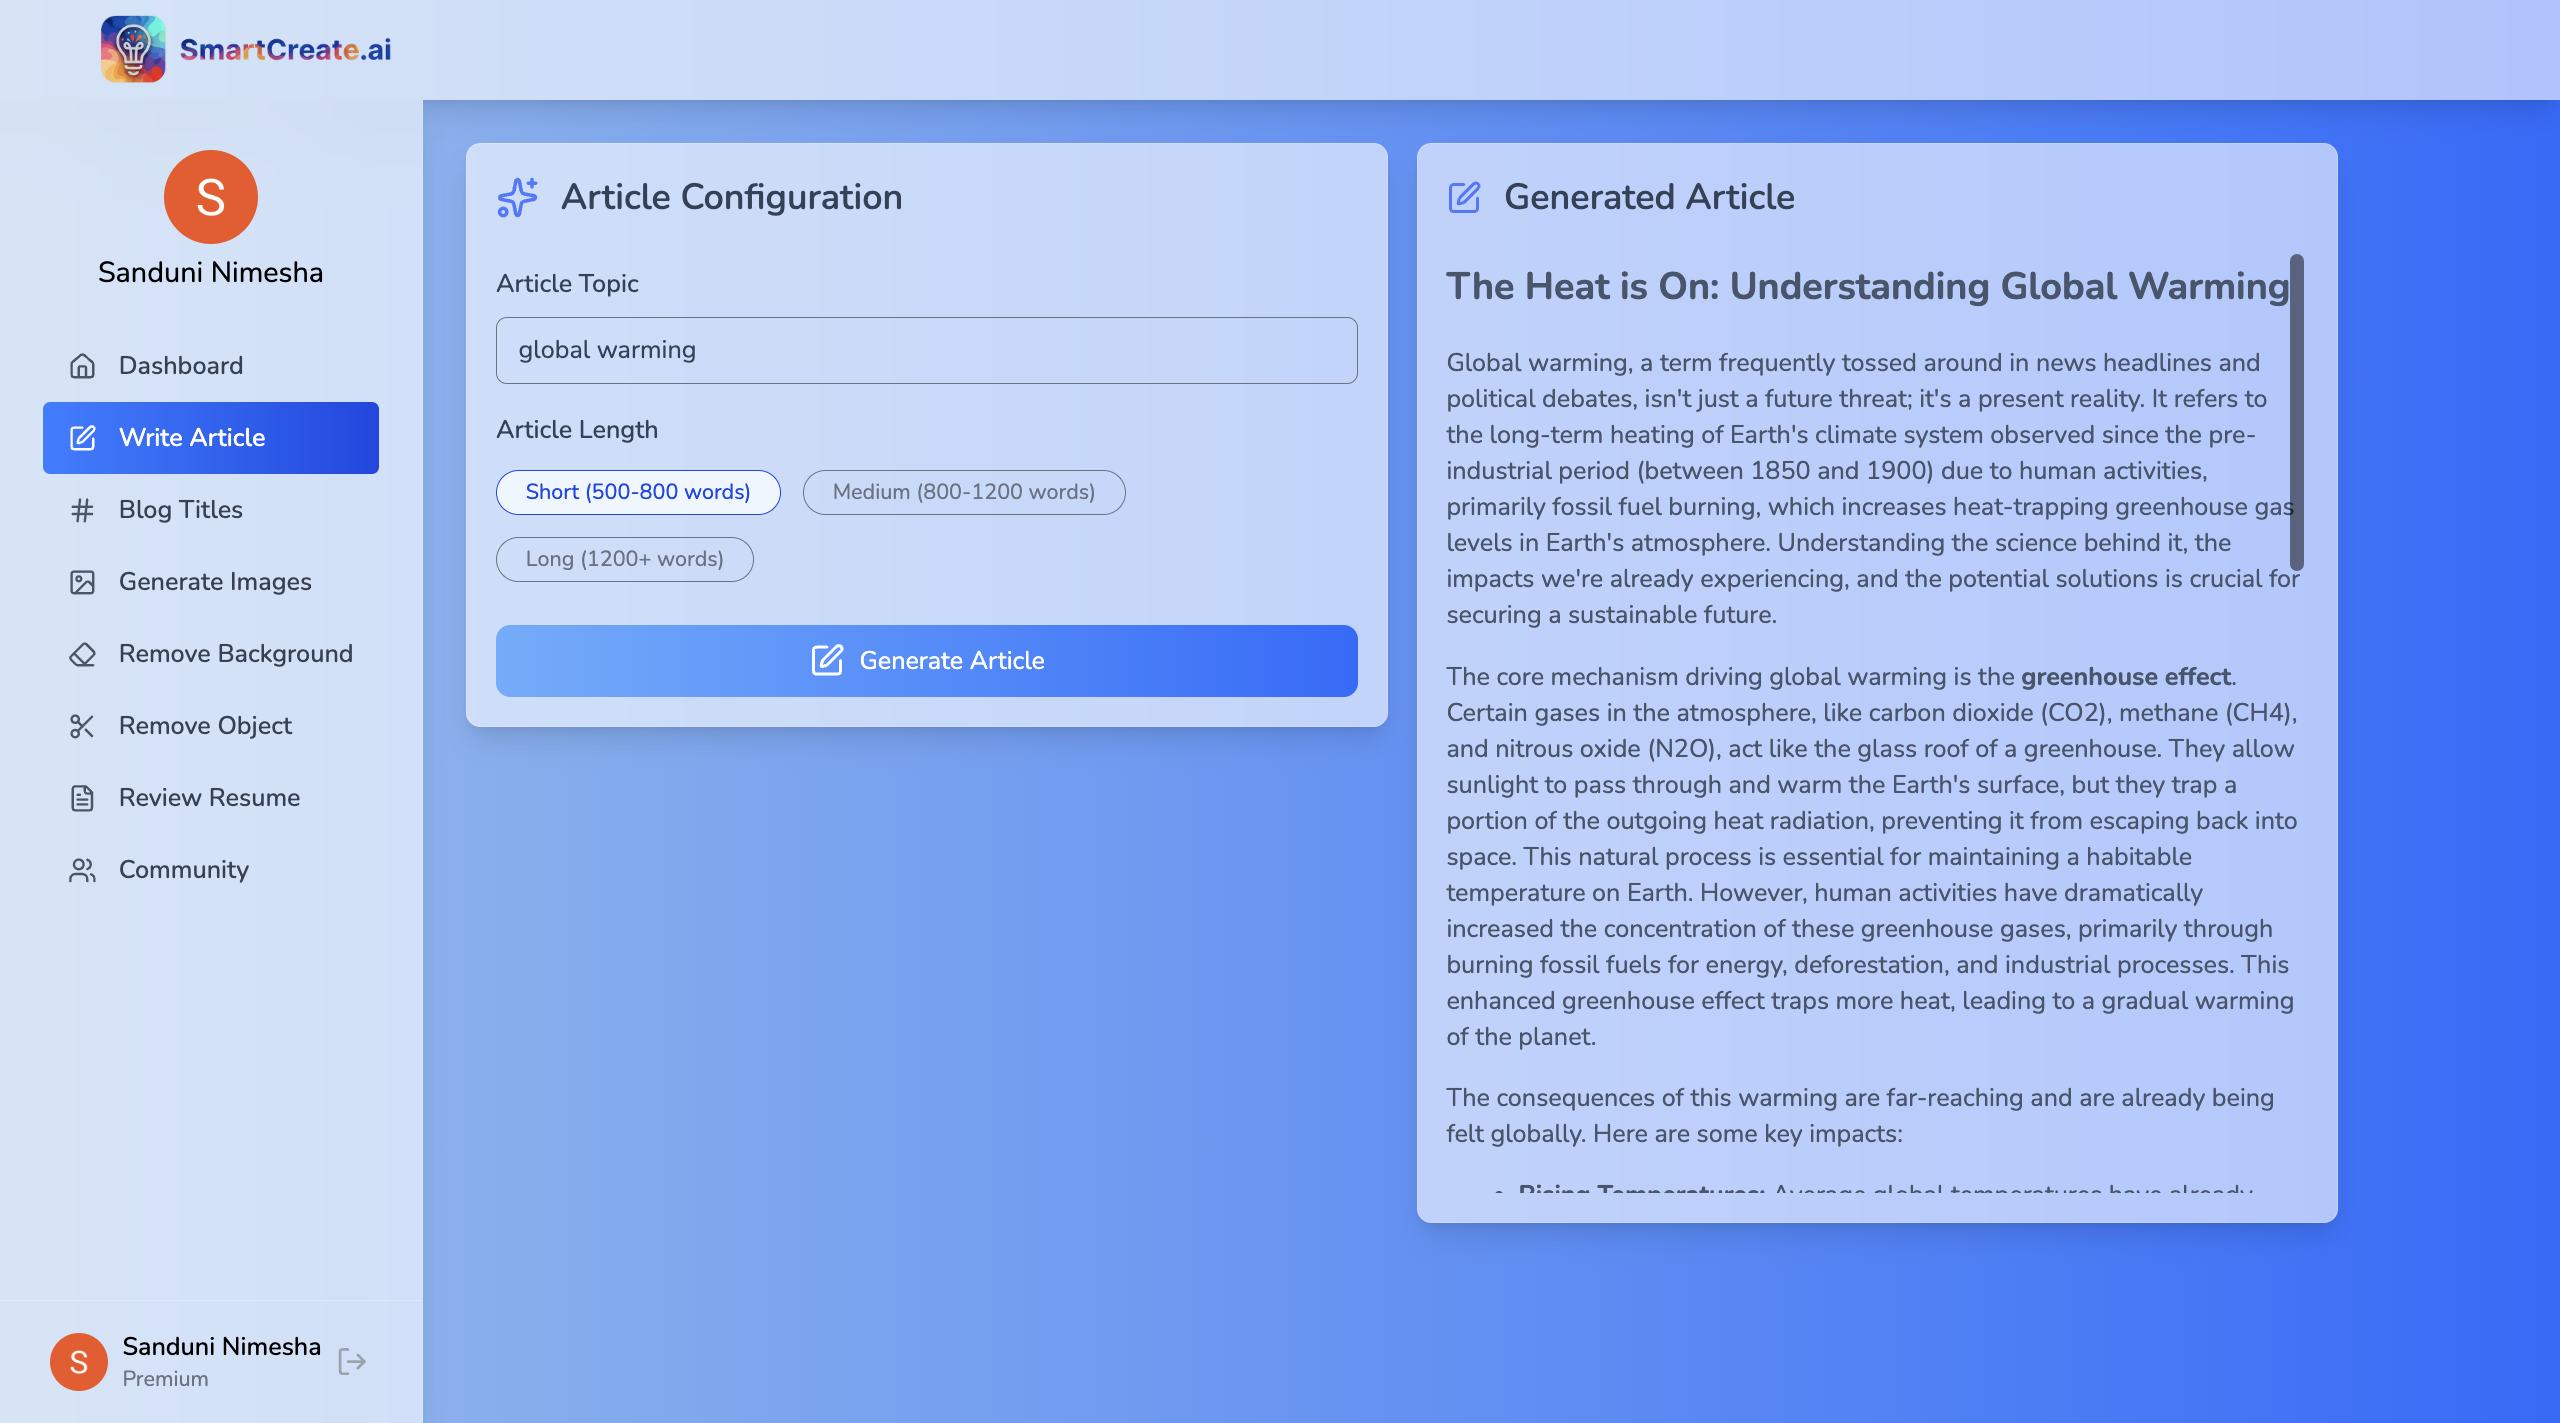 SmartCreate.ai
S
Sanduni Nimesha
Dashboard
Write Article
Blog Titles
Generate Images
Remove Background
Remove Object
Review Resume
Community
S
Sanduni Nimesha
Premium
Article Configuration
Article Topic
global warming
Article Length
Short (500-800 words)
Medium (800-1200 words)
Long (1200+ words)
Generate Article
Generated Article
The Heat is On: Understanding Global Warming
Global warming, a term frequently tossed around in news headlines and
political debates, isn't just a future threat; it's a present reality. It refers to
the long-term heating of Earth's climate system observed since the pre-
industrial period (between 1850 and 1900) due to human activities,
primarily fossil fuel burning, which increases heat-trapping greenhouse gas
levels in Earth's atmosphere. Understanding the science behind it, the
impacts we're already experiencing, and the potential solutions is crucial for
securing a sustainable future.
The core mechanism driving global warming is the greenhouse effect.
Certain gases in the atmosphere, like carbon dioxide (CO2), methane (CH4),
and nitrous oxide (N2O), act like the glass roof of a greenhouse. They allow
sunlight to pass through and warm the Earth's surface, but they trap a
portion of the outgoing heat radiation, preventing it from escaping back into
space. This natural process is essential for maintaining a habitable
temperature on Earth. However, human activities have dramatically
increased the concentration of these greenhouse gases, primarily through
burning fossil fuels for energy, deforestation, and industrial processes. This
enhanced greenhouse effect traps more heat, leading to a gradual warming
of the planet.
The consequences of this warming are far-reaching and are already being
felt globally. Here are some key impacts:
• Rising Temperatures: Average global temperatures have already